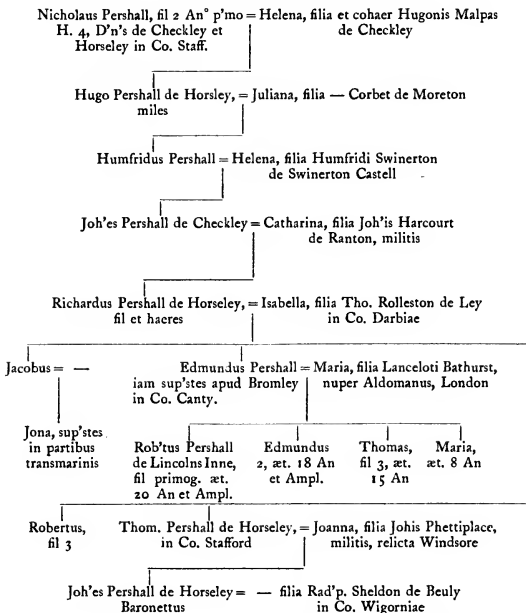 Nicholaus Pershall, fil 2 An° p'mo = Helena, filia et cohaer Hugonis Malpas
H. 4, D'n's de Checkley et de Checkley
Horseley in Co. Staff.
Hugo Pershall de Horsley, = Juliana, filia — Corbet de Moreton
miles
Humfridus Pershall = Helena, filia Humfridi Swinerton
de Swinerton Castell
Joh'es Pershall de Checkley = Catharina, filia Joh'is Harcourt
de Ranton, militis
Richardus Pershall de Horseley, = Isabella, filia Tho. Rolleston de Ley
fil et haeres in Co. Darbiae
Jacobus = — Edmundus Pershall = Maria, filia Lanceloti Bathurst,
iam sup'stes apud Bromley nuper Aldomanus, London
in Co. Canty.
Jona, sup'stes
in partibus
transmarinis
Rob'tus Pershall
de Lincolns Inne,
fil primog. æt.
20 An et Ampl.
Edmundus
2, æt. 18 An
et Ampl.
Thomas,
fil 3, æt.
15 An
Maria,
æt. 8 An
Robertus,
fil 3
Thom. Pershall de Horseley, = Joanna, filia Johis Phettiplace,
in Co. Stafford militis, relicta Windsore
Joh'es Pershall de Horseley = — filia Rad'p. Sheldon de Beuly
Baronettus in Co. Wigorniae